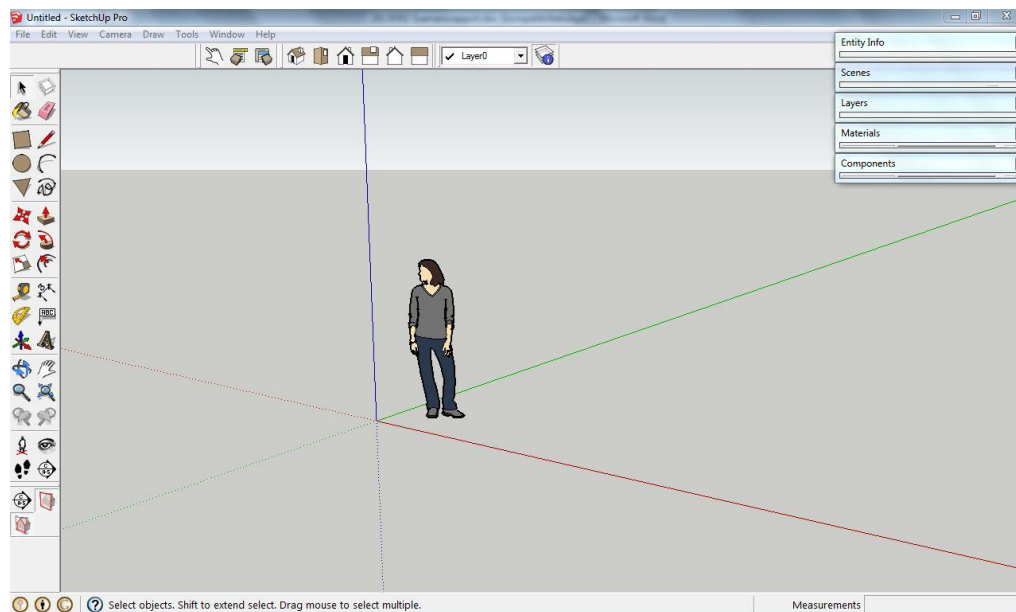 Untitled - SketchUp Pro
File Edit View Camera Draw Tools Window Help
Layer0
Entity Info
Scenes
Layers
Materials
Components
ABC
Select objects. Shift to extend select. Drag mouse to select multiple.
Measurements